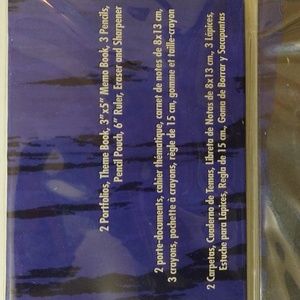 2 Portfolios, Theme Book, 3"x5" Memo Book, 3 Pencils,
Pencil Pouch, 6" Ruler, Eraser and Sharpener
2 porte-documents, cahier thématique, carnet de notes de 8x13 cm,
3 crayons, pochette à crayons, règle de 15 cm, gomme et taille-crayon
2 Carpetas, Cuaderno de Temas, Libreta de Notas de 8x13 cm, 3 Lápices,
Estuche para Lápices, Regla de 15 cm, Goma de Borrar y Sacapuntas